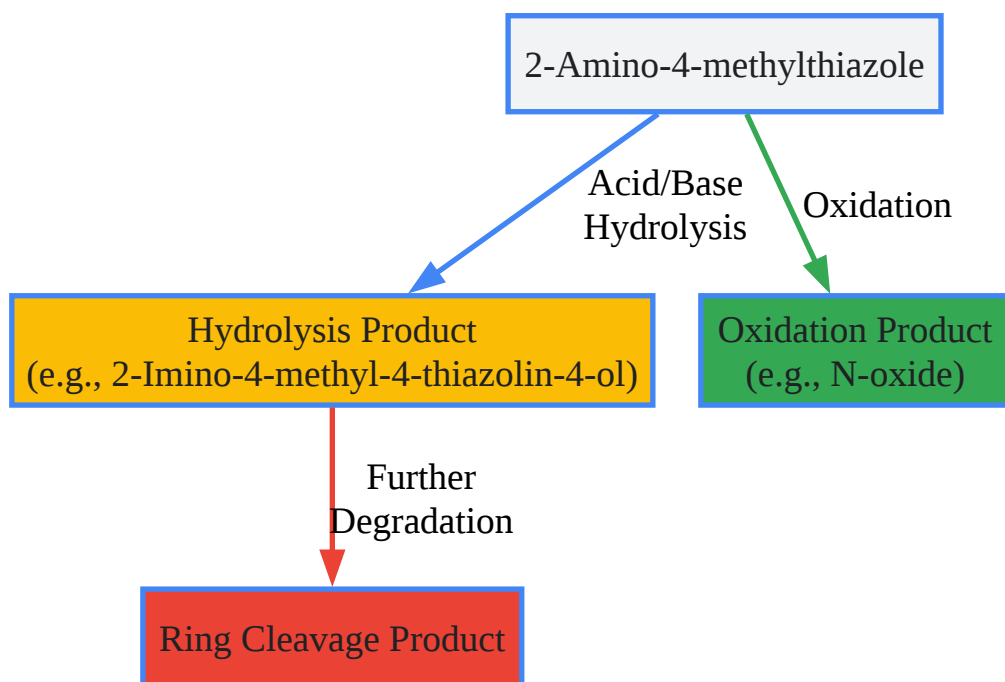 2-Amino-4-methylthiazole
Acid/Base
Hydrolysis
Oxidation
Hydrolysis Product
(e.g., 2-Imino-4-methyl-4-thiazolin-4-ol)
Oxidation Product
(e.g., N-oxide)
Further
Degradation
Ring Cleavage Product